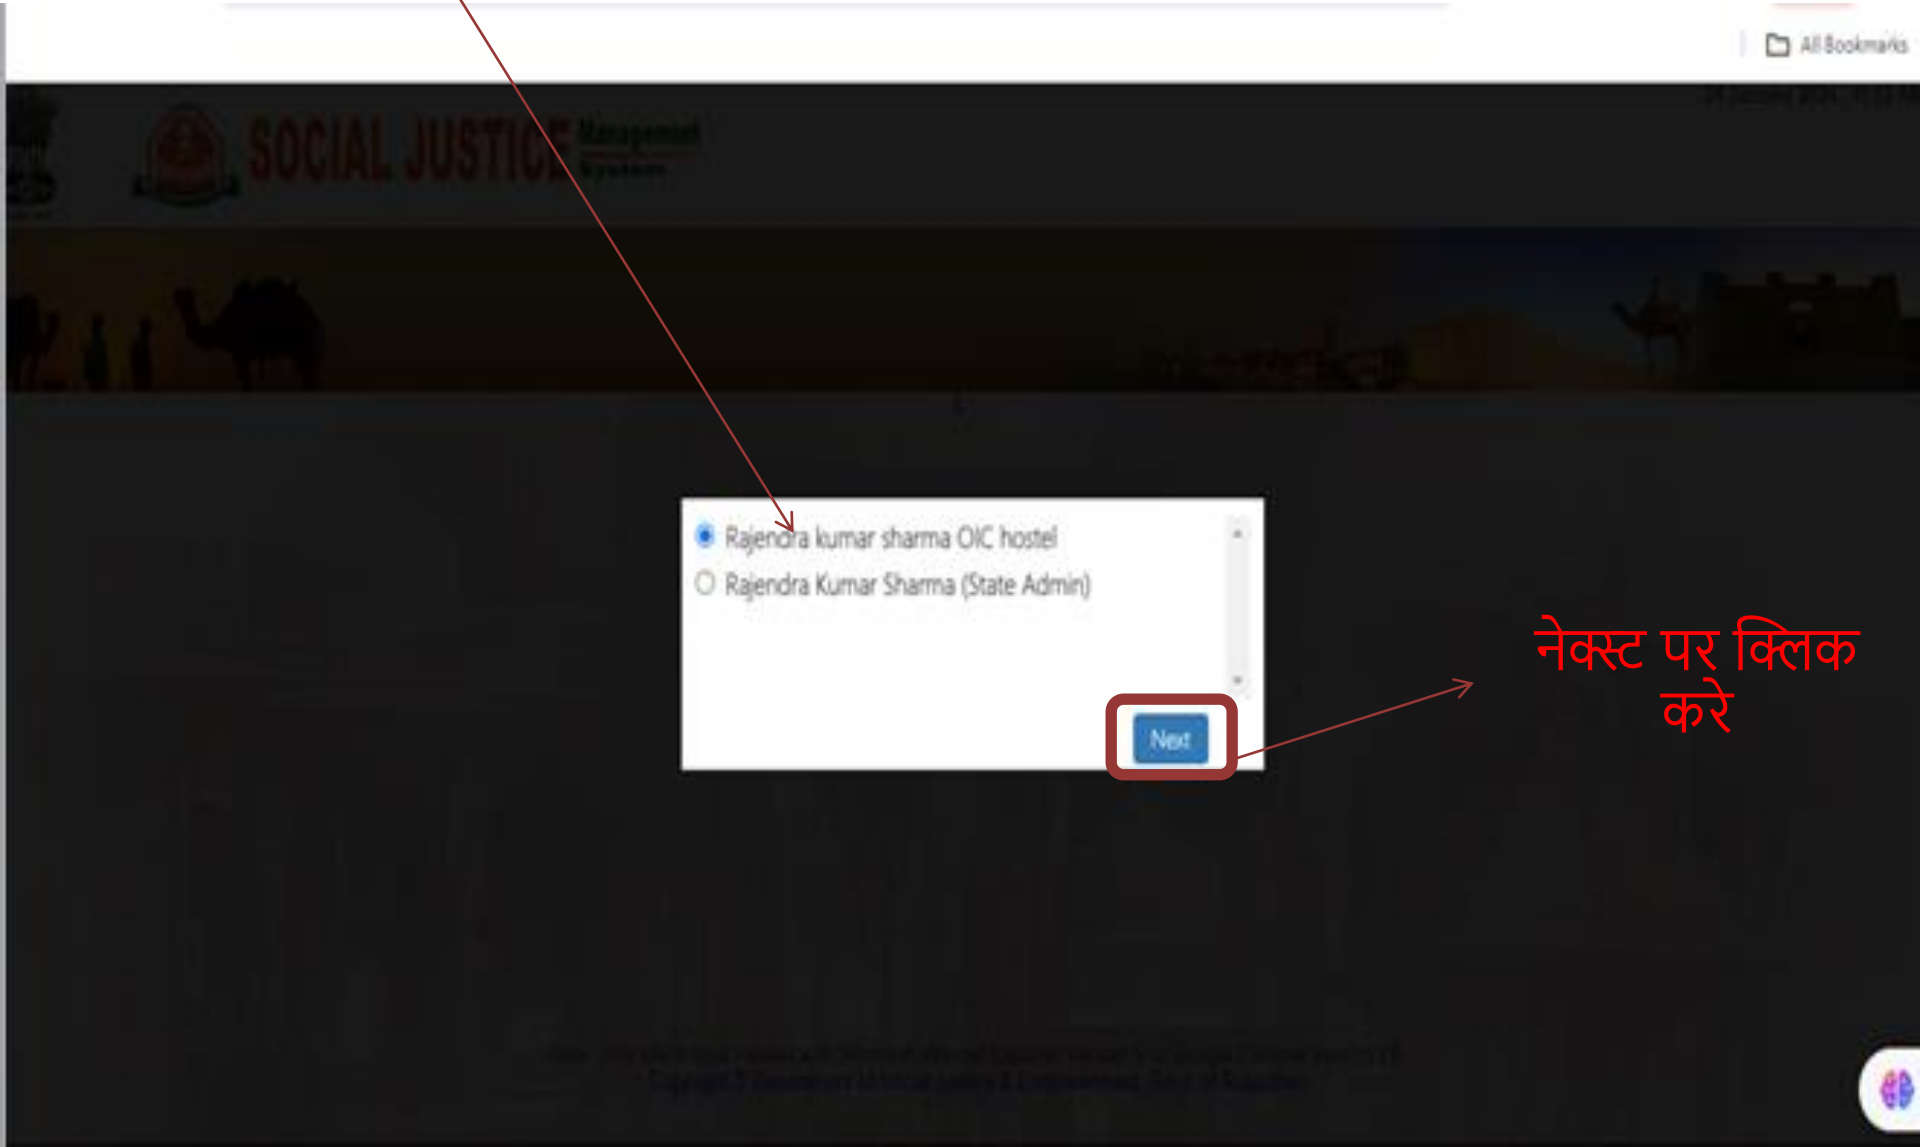 All Bookmarks
SOCIAL JUSTICE Management
System
Rajendra kumar sharma OIC hostel
Rajendra Kumar Sharma (State Admin)
नेक्स्ट पर क्लिक
करे
Next